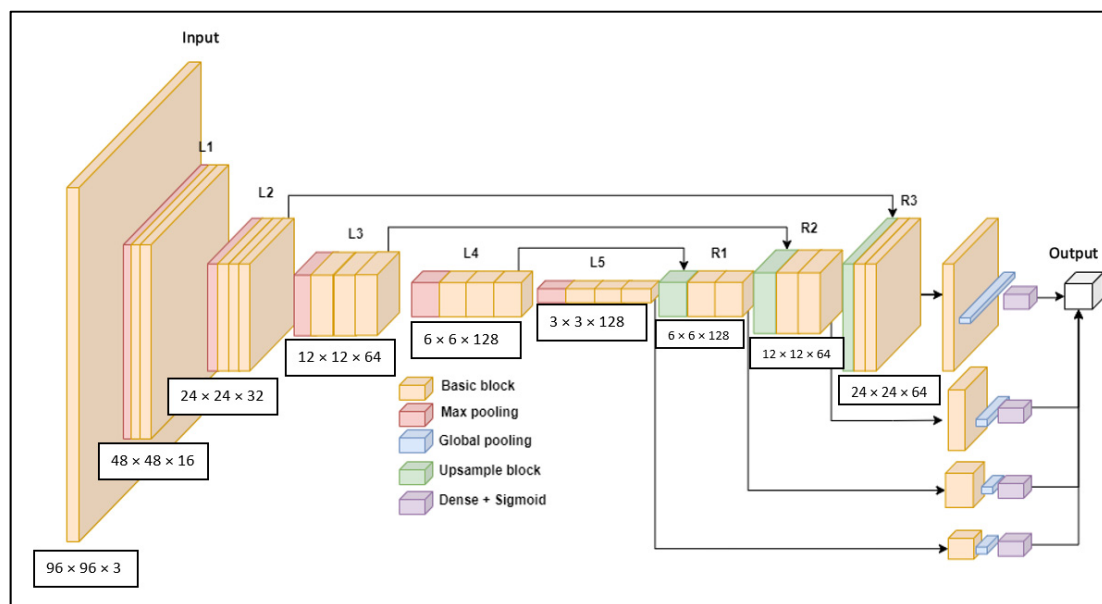 Input
L1
L2
L3
L4
L5
R1
R2
R3
Output
96 × 96 × 3
48 × 48 × 16
24 × 24 × 32
12 × 12 × 64
6 × 6 × 128
3 × 3 × 128
6 × 6 × 128
12 × 12 × 64
24 × 24 × 64
Basic block
Max pooling
Global pooling
Upsample block
Dense + Sigmoid